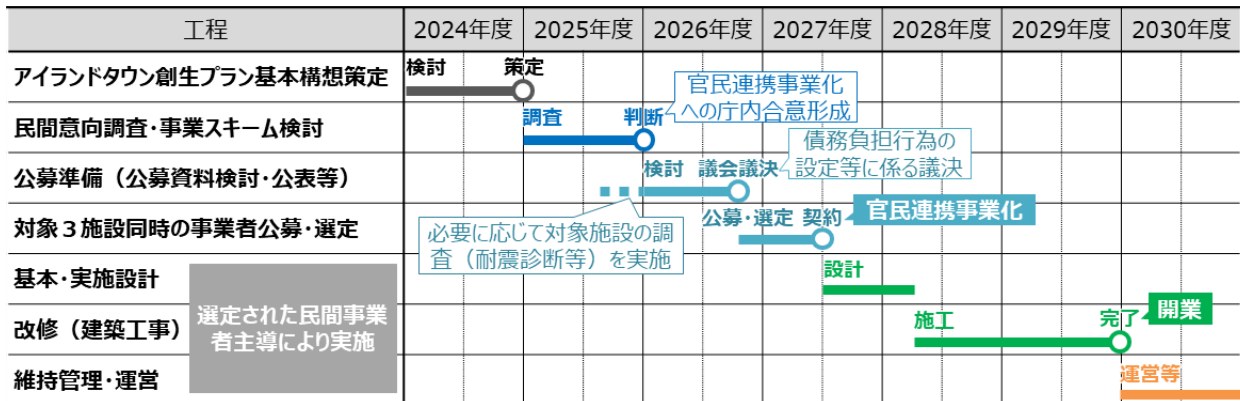 工程 2024年度 2025年度 2026年度 2027年度 2028年度 2029年度 2030年度
アイランドタウン創生プラン基本構想策定 検討 策定
官民連携事業化
への庁内合意形成
民間意向調査・事業スキーム検討 調査 判断
債務負担行為の
設定等に係る議決
公募準備（公募資料検討・公表等） 検討 議会議決
対象３施設同時の事業者公募・選定 公募・選定 契約 官民連携事業化
必要に応じて対象施設の調
査（耐震診断等）を実施
基本・実施設計 設計
選定された民間事業
者主導により実施
改修（建築工事） 施工 完了 開業
維持管理・運営 運営等